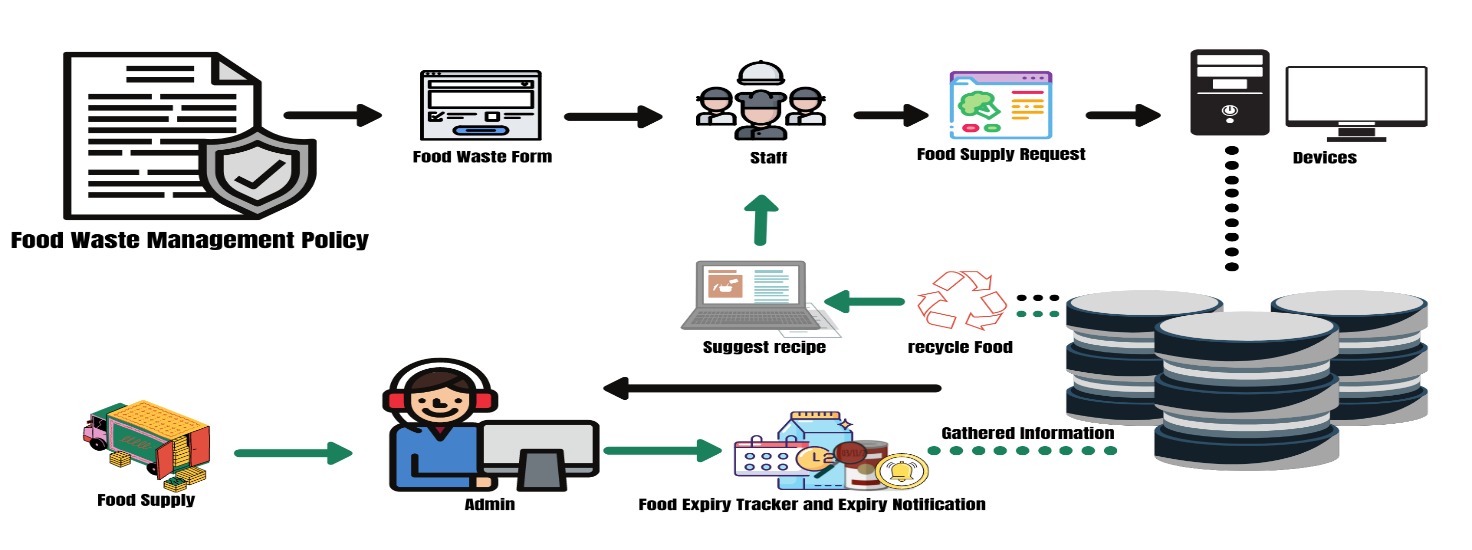 Food Waste Management Policy
Food Waste Form
Staff
Food Supply Request
Devices
Suggest recipe
recycle Food
Gathered Information
Food Supply
Admin
Food Expiry Tracker and Expiry Notification